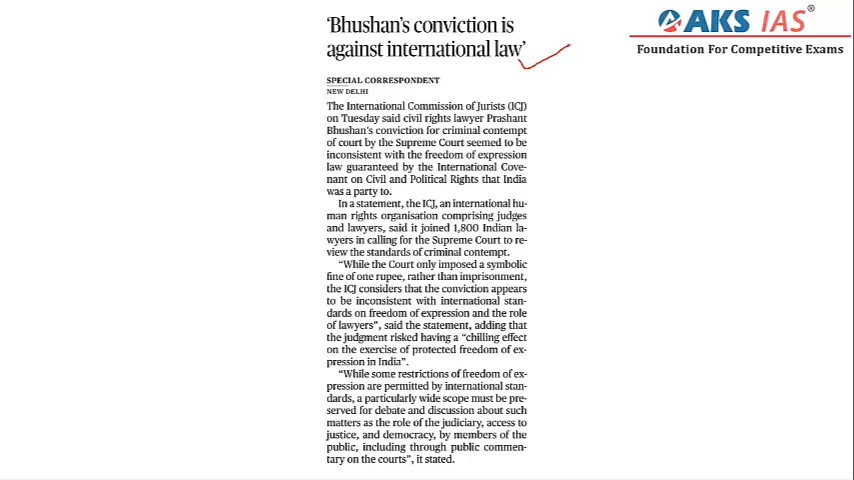 ‘Bhushan’s conviction is
against international law’
SPECIAL CORRESPONDENT
NEW DELHI
The International Commission of Jurists (ICJ)
on Tuesday said civil rights lawyer Prashant
Bhushan’s conviction for criminal contempt
of court by the Supreme Court seemed to be
inconsistent with the freedom of expression
law guaranteed by the International Cove-
nant on Civil and Political Rights that India
was a party to.
In a statement, the ICJ, an international hu-
man rights organisation comprising judges
and lawyers, said it joined 1,800 Indian la-
wyers in calling for the Supreme Court to re-
view the standards of criminal contempt.
“While the Court only imposed a symbolic
fine of one rupee, rather than imprisonment,
the ICJ considers that the conviction appears
to be inconsistent with international stan-
dards on freedom of expression and the role
of lawyers”, said the statement, adding that
the judgment risked having a “chilling effect
on the exercise of protected freedom of ex-
pression in India”.
“While some restrictions of freedom of ex-
pression are permitted by international stan-
dards, a particularly wide scope must be pre-
served for debate and discussion about such
matters as the role of the judiciary, access to
justice, and democracy, by members of the
public, including through public commen-
tary on the courts”, it stated.
AKS IAS®
Foundation For Competitive Exams